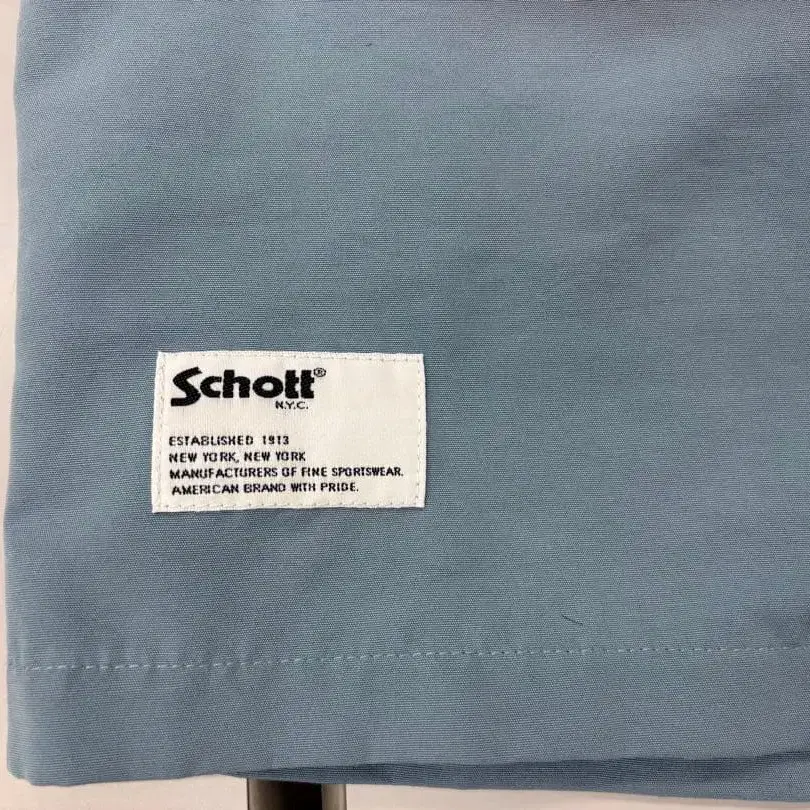 Schott®
N.Y.C.
ESTABLISHED 1913
NEW YORK, NEW YORK
MANUFACTURERS OF FINE SPORTSWEAR.
AMERICAN BRAND WITH PRIDE.